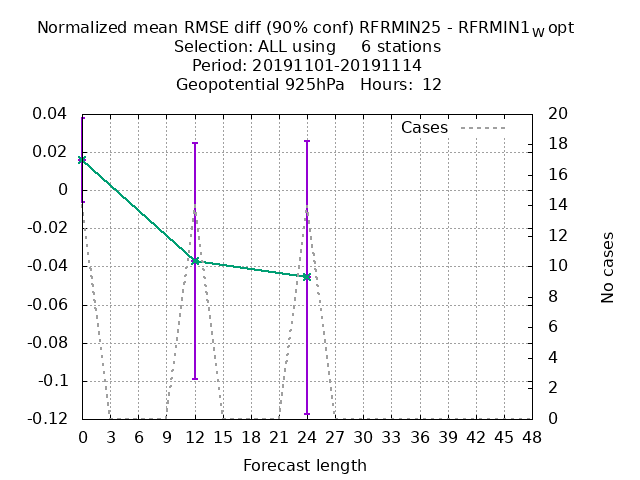 Normalized mean RMSE diff (90% conf) RFRMIN25 - RFRMIN1w opt
Selection: ALL using 6 stations
Period: 20191101-20191114
Geopotential 925hPa Hours: 12
Cases
0.04
0.02
0
-0.02
-0.04
-0.06
-0.08
-0.1
-0.12
20
18
16
14
12
10
8
6
4
2
0
No cases
0 3 6 9 12 15 18 21 24 27 30 33 36 39 42 45 48
Forecast length